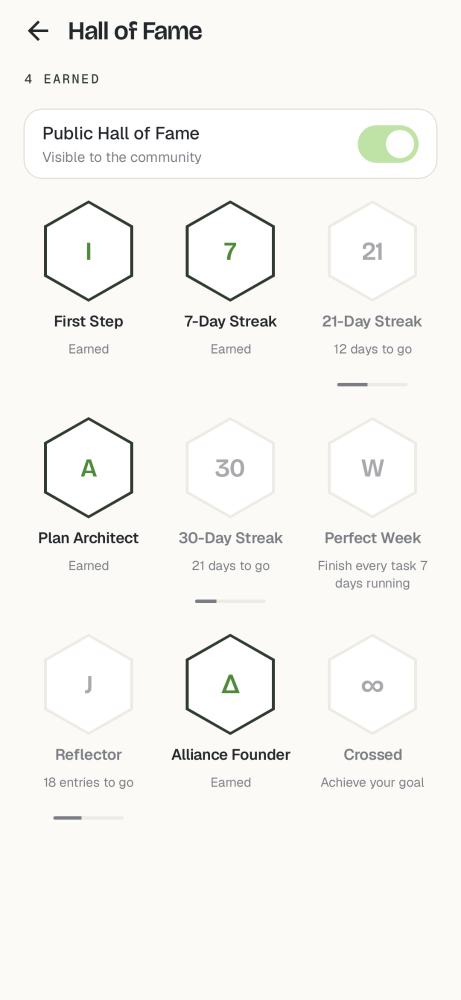 Hall of Fame
4 EARNED
Public Hall of Fame
Visible to the community
I
7
21
First Step
7-Day Streak
21-Day Streak
Earned
Earned
12 days to go
A
30
W
Plan Architect
30-Day Streak
Perfect Week
Earned
21 days to go
Finish every task 7
days running
J
Δ
∞
Reflector
Alliance Founder
Crossed
18 entries to go
Earned
Achieve your goal